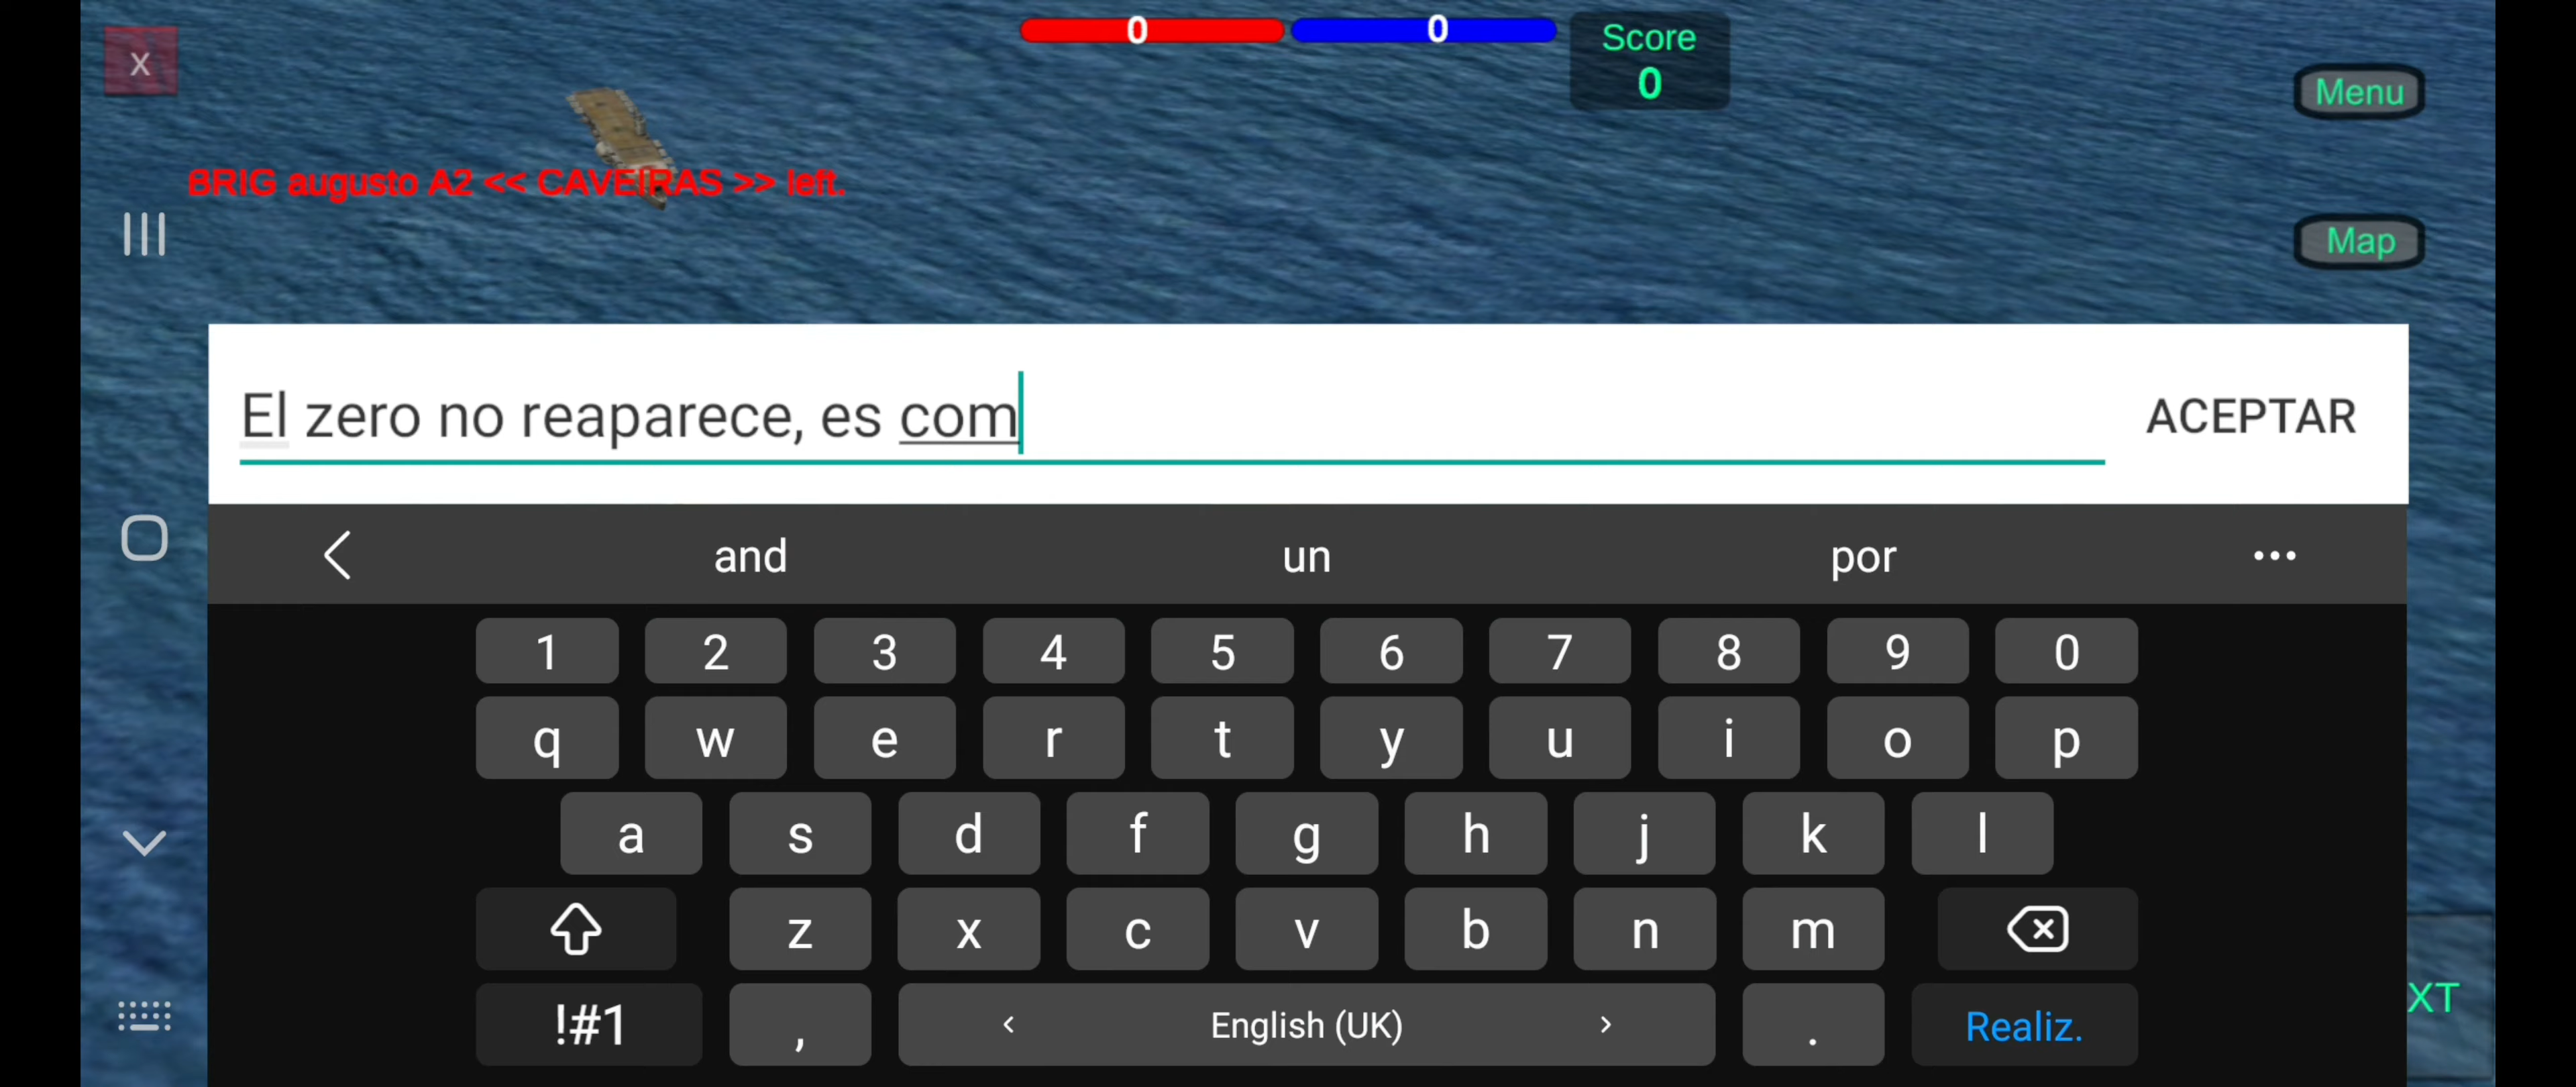 x
0
0
Score
0
Menu
BRIG augusto A2 << CAVEIRAS >> left.
Map
El zero no reaparece, es com
ACEPTAR
and un por ...
1 2 3 4 5 6 7 8 9 0
q w e r t y u i o p
a s d f g h j k l
z x c v b n m
XT
!#1 , < English (UK) > . Realiz.